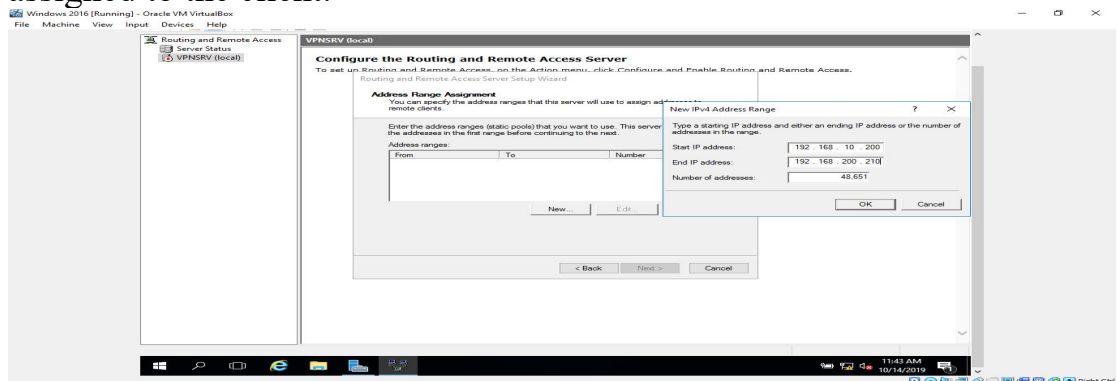 assigned to the client.
Windows 2016 [Running] - Oracle VM VirtualBox
File Machine View Input Devices Help
Routing and Remote Access
Server Status
VPNSRV (local)
VPNSRV (local)
Configure the Routing and Remote Access Server
To set up Routing and Remote Access, on the Action menu, click Configure and Enable Routing and Remote Access.
Routing and Remote Access Server Setup Wizard
Address Range Assignment
You can specify the address ranges that this server will use to assign addresses to
remote clients.
Enter the address ranges (static pools) that you want to use. This server
the addresses in the first range before continuing to the next.
Address ranges:
From To Number
New... Edit...
< Back Next > Cancel
New IPv4 Address Range ? ×
Type a starting IP address and either an ending IP address or the number of
addresses in the range.
Start IP address: 192 . 168 . 10 . 200
End IP address: 192 . 168 . 200 . 210
Number of addresses: 48,651
OK Cancel
11:43 AM
10/14/2019